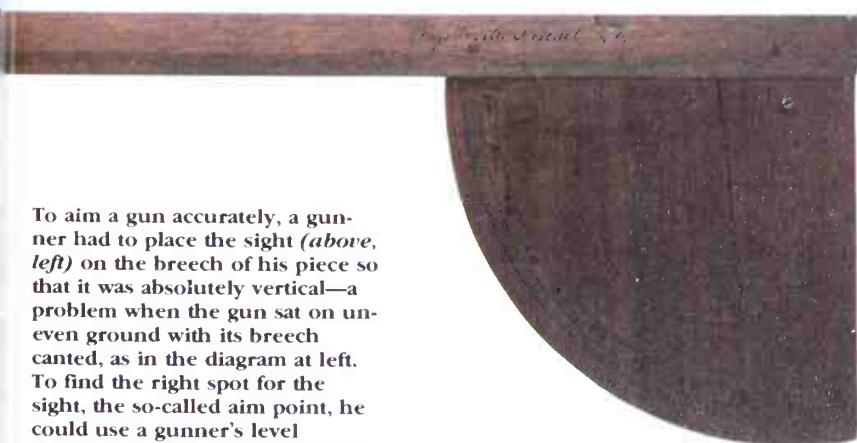 To aim a gun accurately, a gun-
ner had to place the sight (above,
left) on the breech of his piece so
that it was absolutely vertical—a
problem when the gun sat on un-
even ground with its breech
canted, as in the diagram at left.
To find the right spot for the
sight, the so-called aim point, he
could use a gunner's level